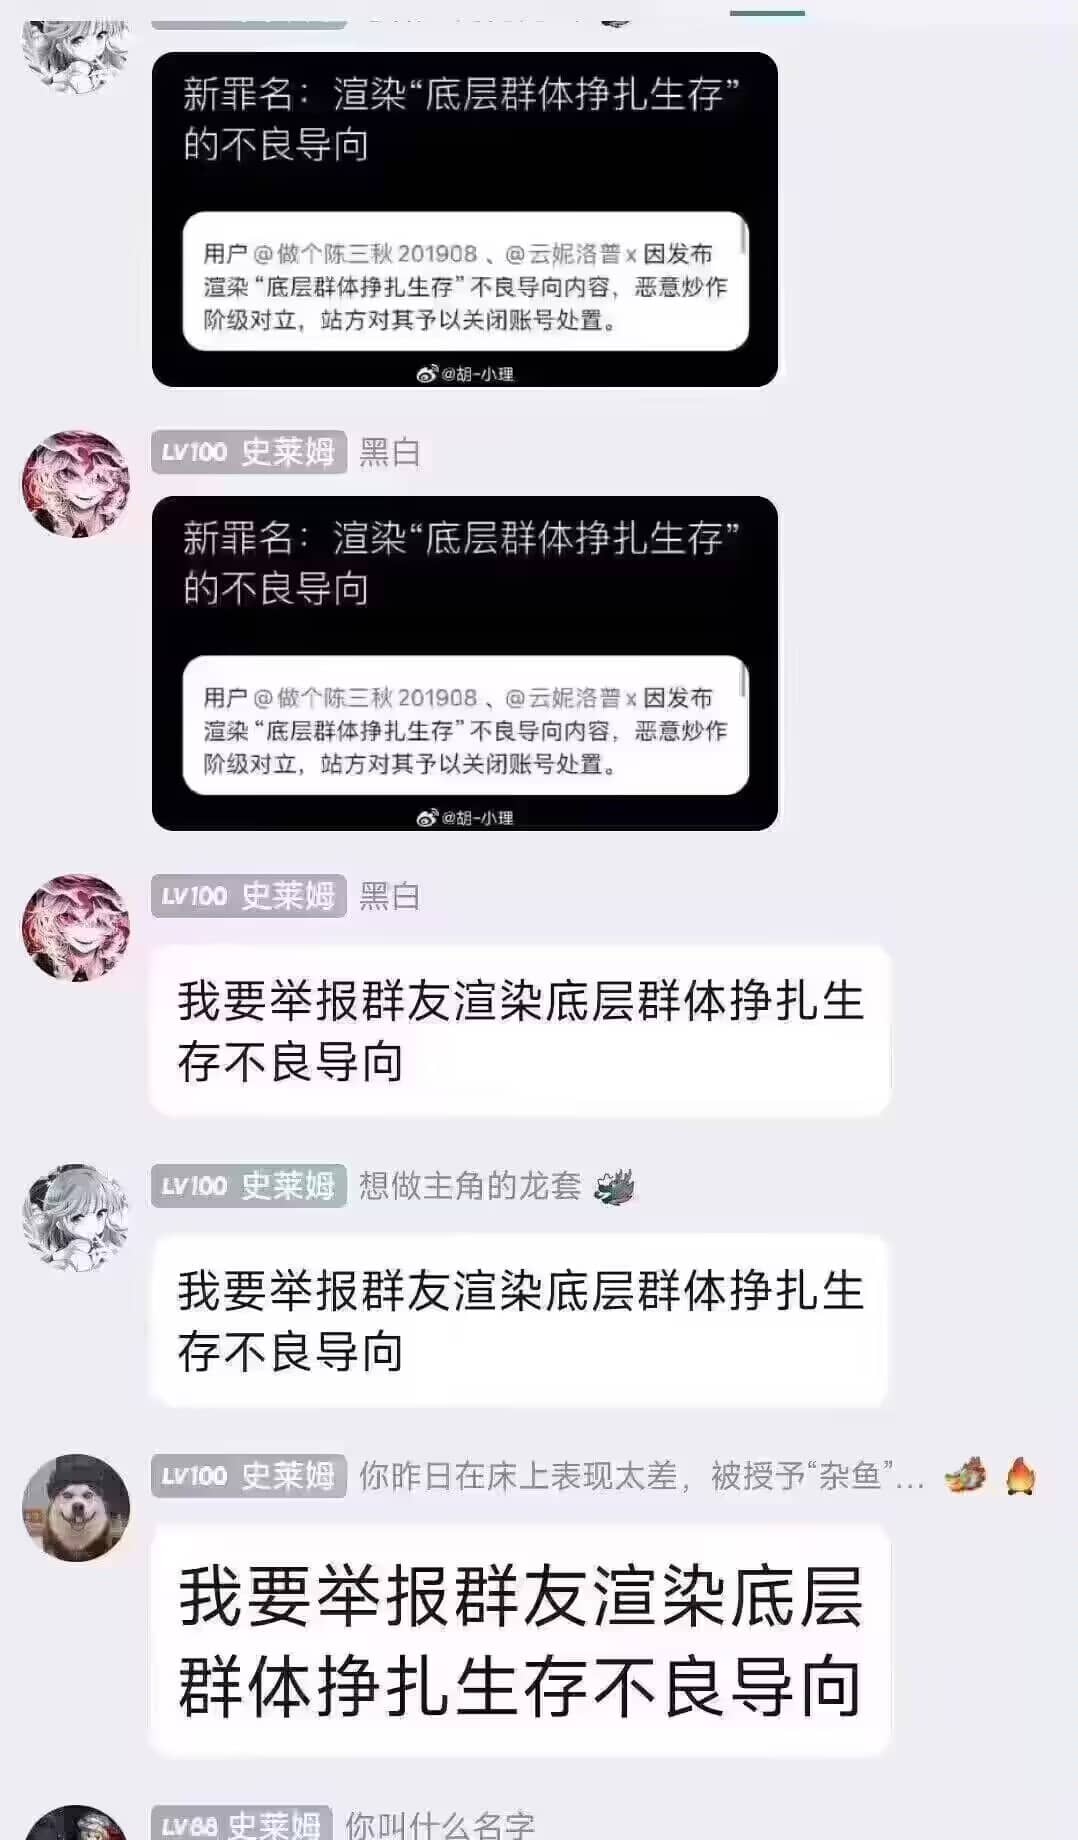 新罪名：渲染“底层群体挣扎生存”
的不良导向
用户 @做个陈三秋201908 、@云妮洛普x 因发布
渲染“底层群体挣扎生存”不良导向内容，恶意炒作
阶级对立，站方对其予以关闭账号处置。
@胡-小理
LV100 史莱姆 黑白
新罪名：渲染“底层群体挣扎生存”
的不良导向
用户 @做个陈三秋201908 、@云妮洛普x 因发布
渲染“底层群体挣扎生存”不良导向内容，恶意炒作
阶级对立，站方对其予以关闭账号处置。
@胡-小理
LV100 史莱姆 黑白
我要举报群友渲染底层群体挣扎生
存不良导向
LV100 史莱姆 想做主角的龙套
我要举报群友渲染底层群体挣扎生
存不良导向
LV100 史莱姆 你昨日在床上表现太差，被授予“杂鱼”...
我要举报群友渲染底层
群体挣扎生存不良导向
LV68 史莱姆 你叫什么名字